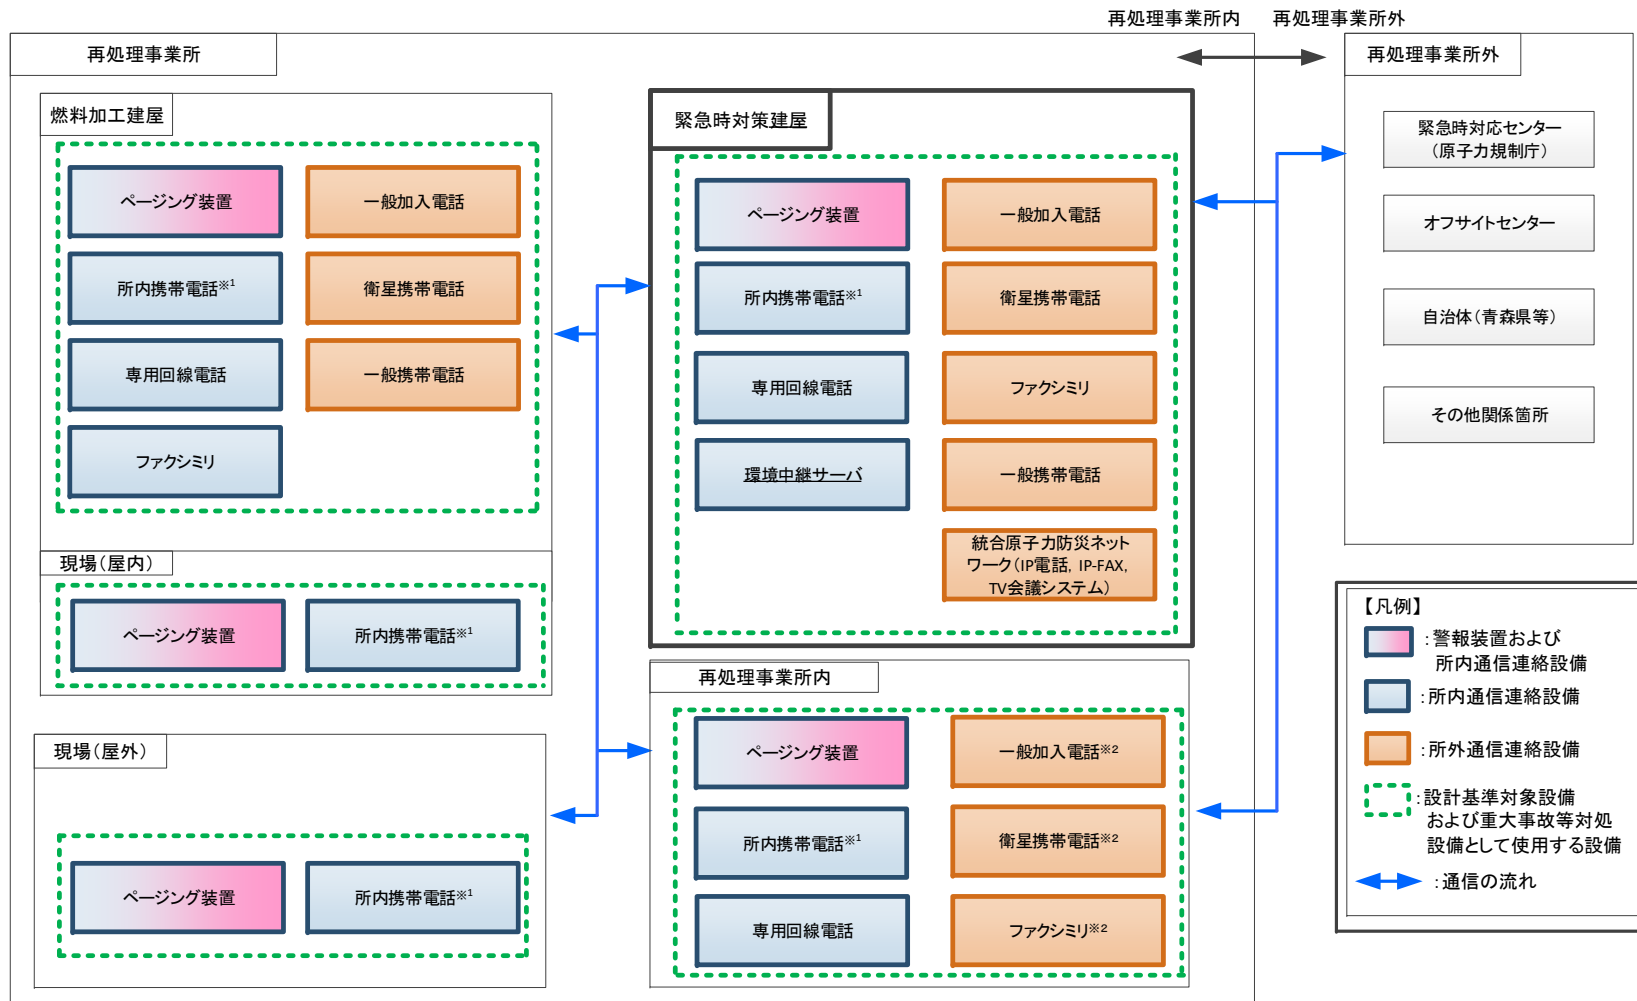 再処理事業所内
再処理事業所外
再処理事業所
燃料加工建屋
ページング装置
一般加入電話
所内携帯電話※1
衛星携帯電話
専用回線電話
一般携帯電話
ファクシミリ
現場(屋内)
ページング装置
所内携帯電話※1
現場(屋外)
ページング装置
所内携帯電話※1
緊急時対策建屋
ページング装置
一般加入電話
所内携帯電話※1
衛星携帯電話
専用回線電話
ファクシミリ
環境中継サーバ
一般携帯電話
統合原子力防災ネット
ワーク(IP電話, IP-FAX,
TV会議システム)
再処理事業所内
ページング装置
一般加入電話※2
所内携帯電話※1
衛星携帯電話※2
専用回線電話
ファクシミリ※2
再処理事業所外
緊急時対応センター
(原子力規制庁)
オフサイトセンター
自治体(青森県等)
その他関係箇所
【凡例】
:警報装置および
所内通信連絡設備
:所内通信連絡設備
:所外通信連絡設備
:設計基準対象設備
および重大事故等対処
設備として使用する設備
:通信の流れ